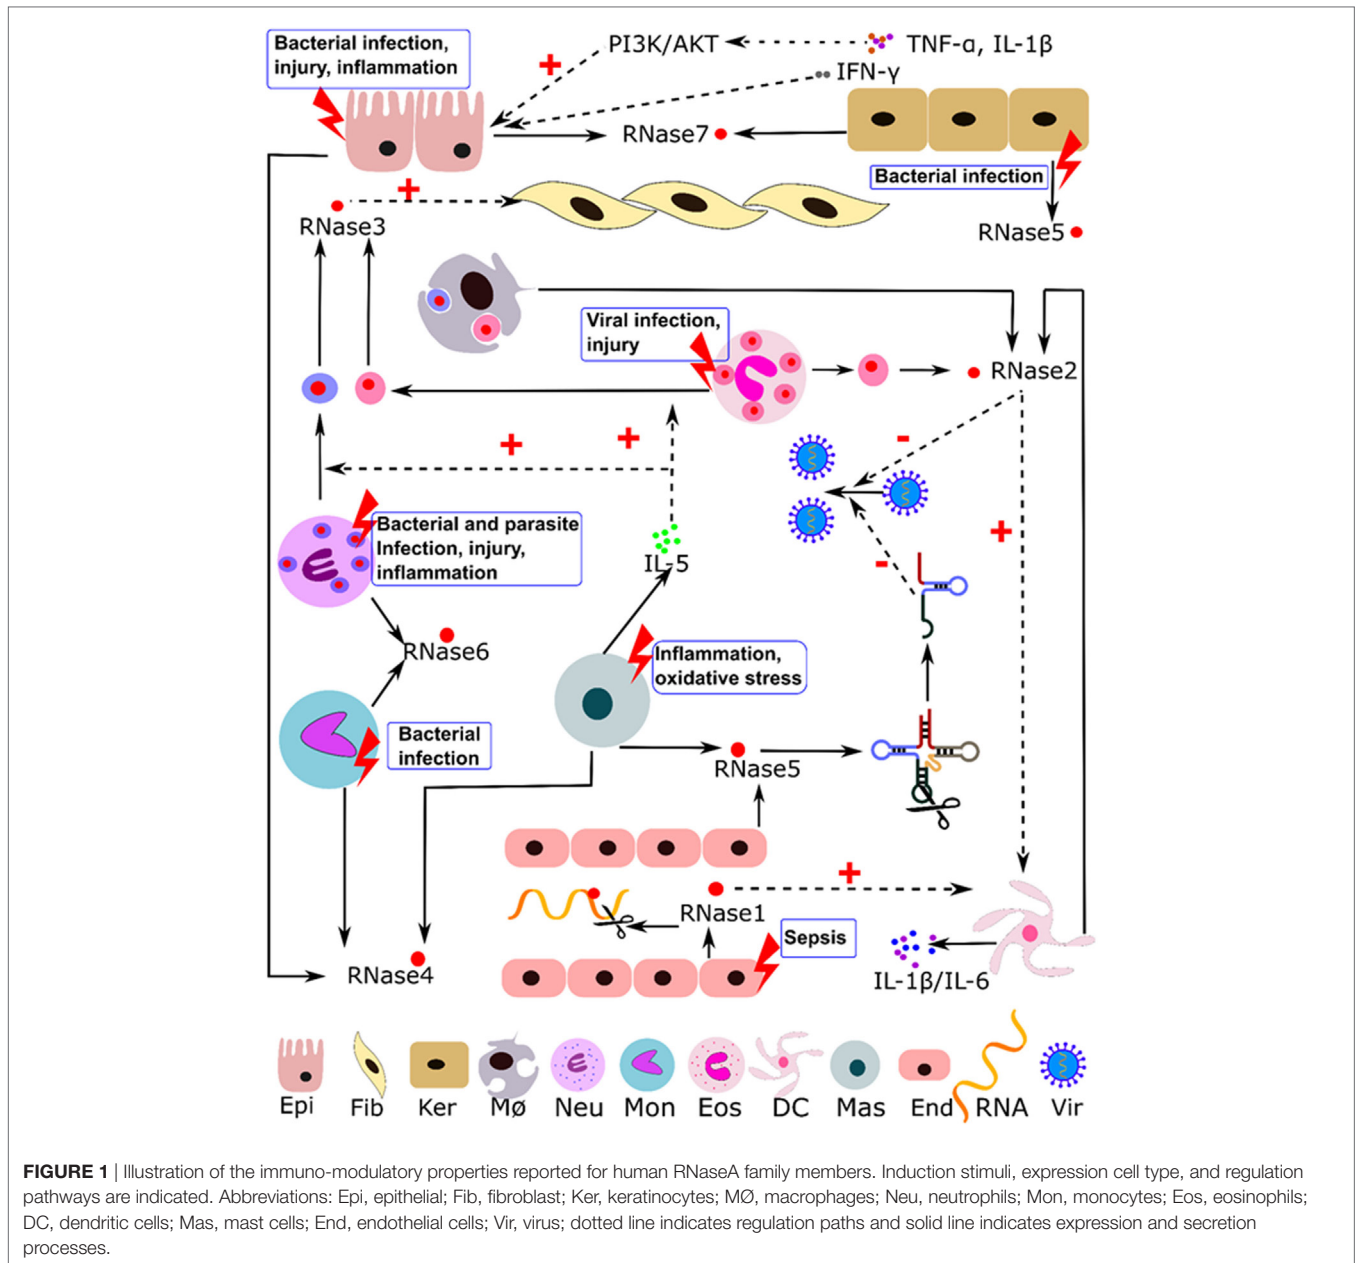 Bacterial infection,
injury, inflammation
PI3K/AKT
TNF-α, IL-1β
IFN-γ
+
RNase7
Bacterial infection
RNase5
+
RNase3
Viral infection,
injury
RNase2
-
+
+
Bacterial and parasite
Infection, injury,
inflammation
IL-5
+
-
RNase6
Inflammation,
oxidative stress
Bacterial
infection
RNase5
RNase1
+
Sepsis
RNase4
IL-1β/IL-6
Epi Fib Ker Mø Neu Mon Eos DC Mas End RNA Vir
FIGURE 1 | Illustration of the immuno-modulatory properties reported for human RNaseA family members. Induction stimuli, expression cell type, and regulation
pathways are indicated. Abbreviations: Epi, epithelial; Fib, fibroblast; Ker, keratinocytes; MØ, macrophages; Neu, neutrophils; Mon, monocytes; Eos, eosinophils;
DC, dendritic cells; Mas, mast cells; End, endothelial cells; Vir, virus; dotted line indicates regulation paths and solid line indicates expression and secretion
processes.